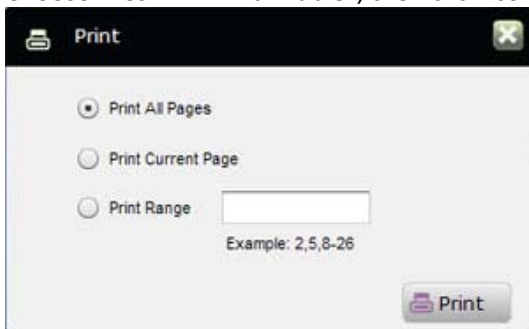 Print
Print All Pages
Print Current Page
Print Range
Example: 2,5,8-26
Print